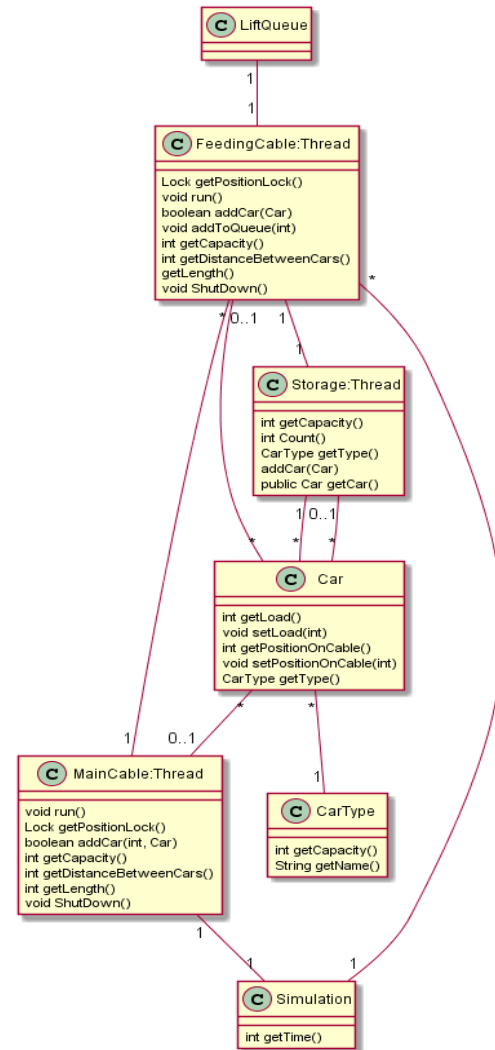 C LiftQueue
1
1
C FeedingCable:Thread
Lock getPositionLock()
void run()
boolean addCar(Car)
void addToQueue(int)
int getCapacity()
int getDistanceBetweenCars()
getLength()
void ShutDown()
*
* 0..1 1
1
C Storage:Thread
int getCapacity()
int Count()
CarType getType()
addCar(Car)
public Car getCar()
1 0..1
* * *
C Car
int getLoad()
void setLoad(int)
int getPositionOnCable()
void setPositionOnCable(int)
CarType getType()
* *
1 0..1
C MainCable:Thread
void run()
Lock getPositionLock()
boolean addCar(int, Car)
int getCapacity()
int getDistanceBetweenCars()
int getLength()
void ShutDown()
1
C CarType
int getCapacity()
String getName()
1
1 1
C Simulation
int getTime()